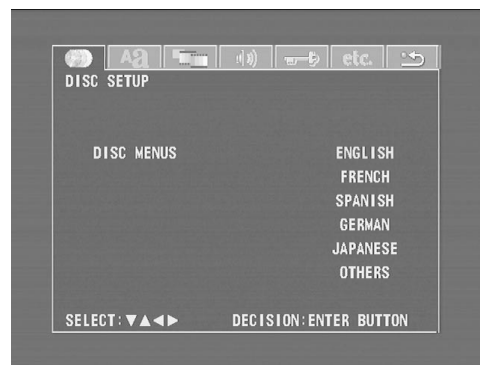 Aa etc.
DISC SETUP
DISC MENUS ENGLISH
FRENCH
SPANISH
GERMAN
JAPANESE
OTHERS
SELECT:▼▲◀▶ DECISION:ENTER BUTTON